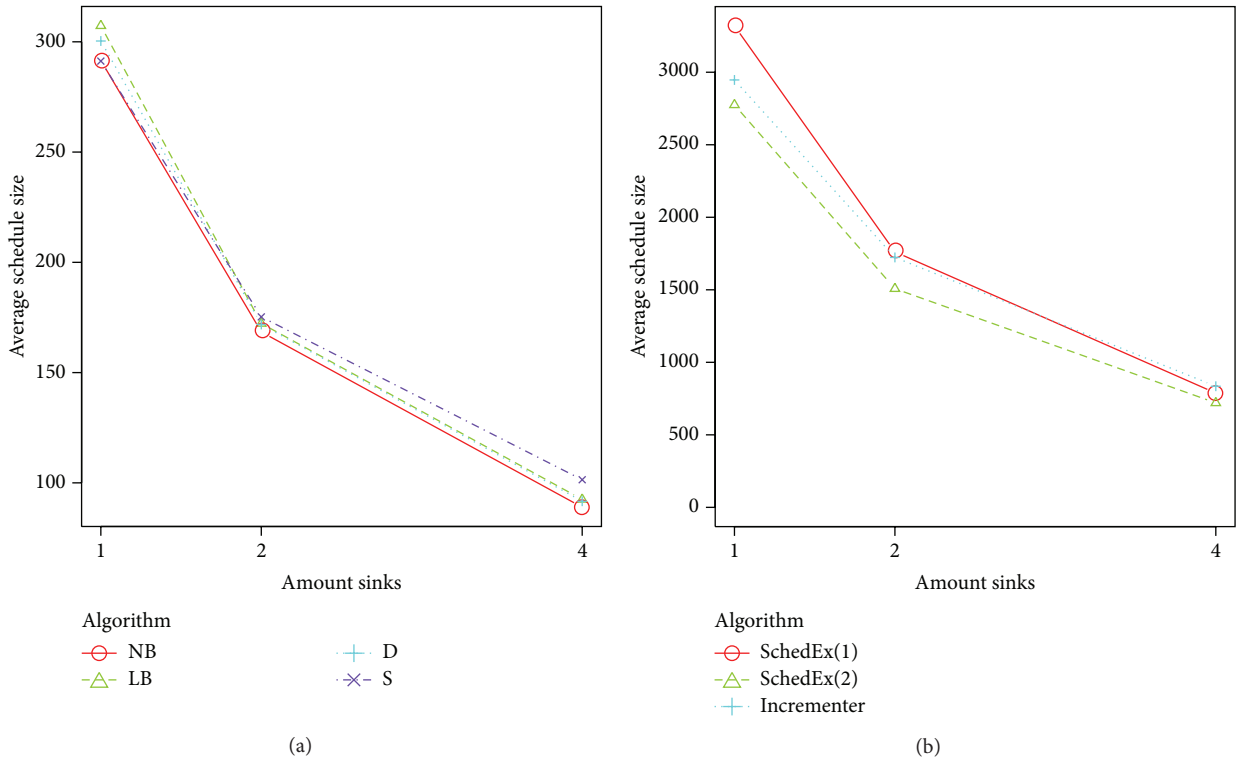 Average schedule size
300
250
200
150
100
1
2
4
Amount sinks
Algorithm
NB
LB
D
S
(a)
Average schedule size
3000
2500
2000
1500
1000
500
0
1
2
4
Amount sinks
Algorithm
SchedEx(1)
SchedEx(2)
Incrementer
(b)